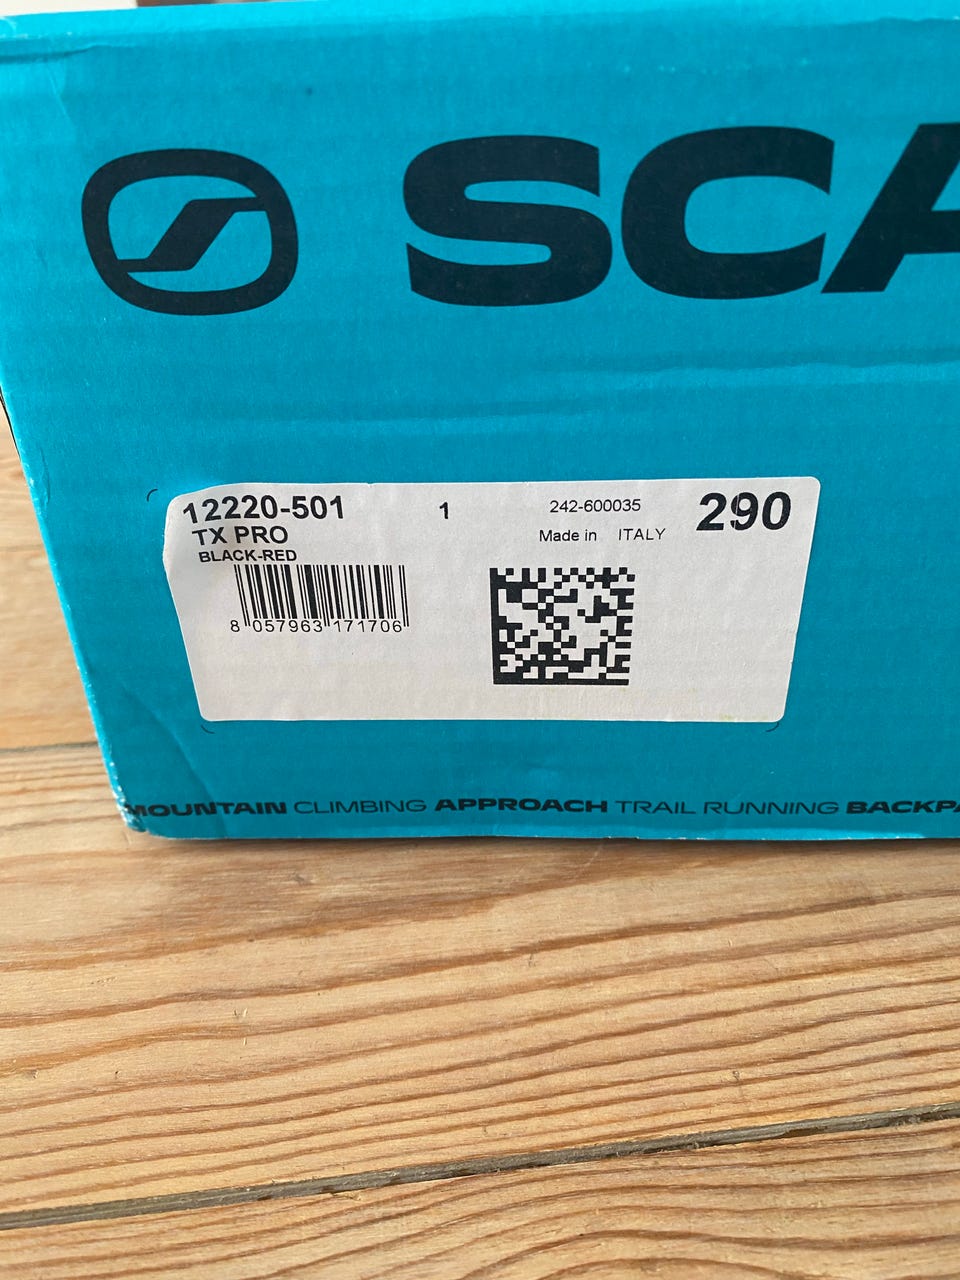 SCA
12220-501 1 242-600035 290
TX PRO Made in ITALY
BLACK-RED
8 057963 171706
MOUNTAIN CLIMBING APPROACH TRAIL RUNNING BACKPA